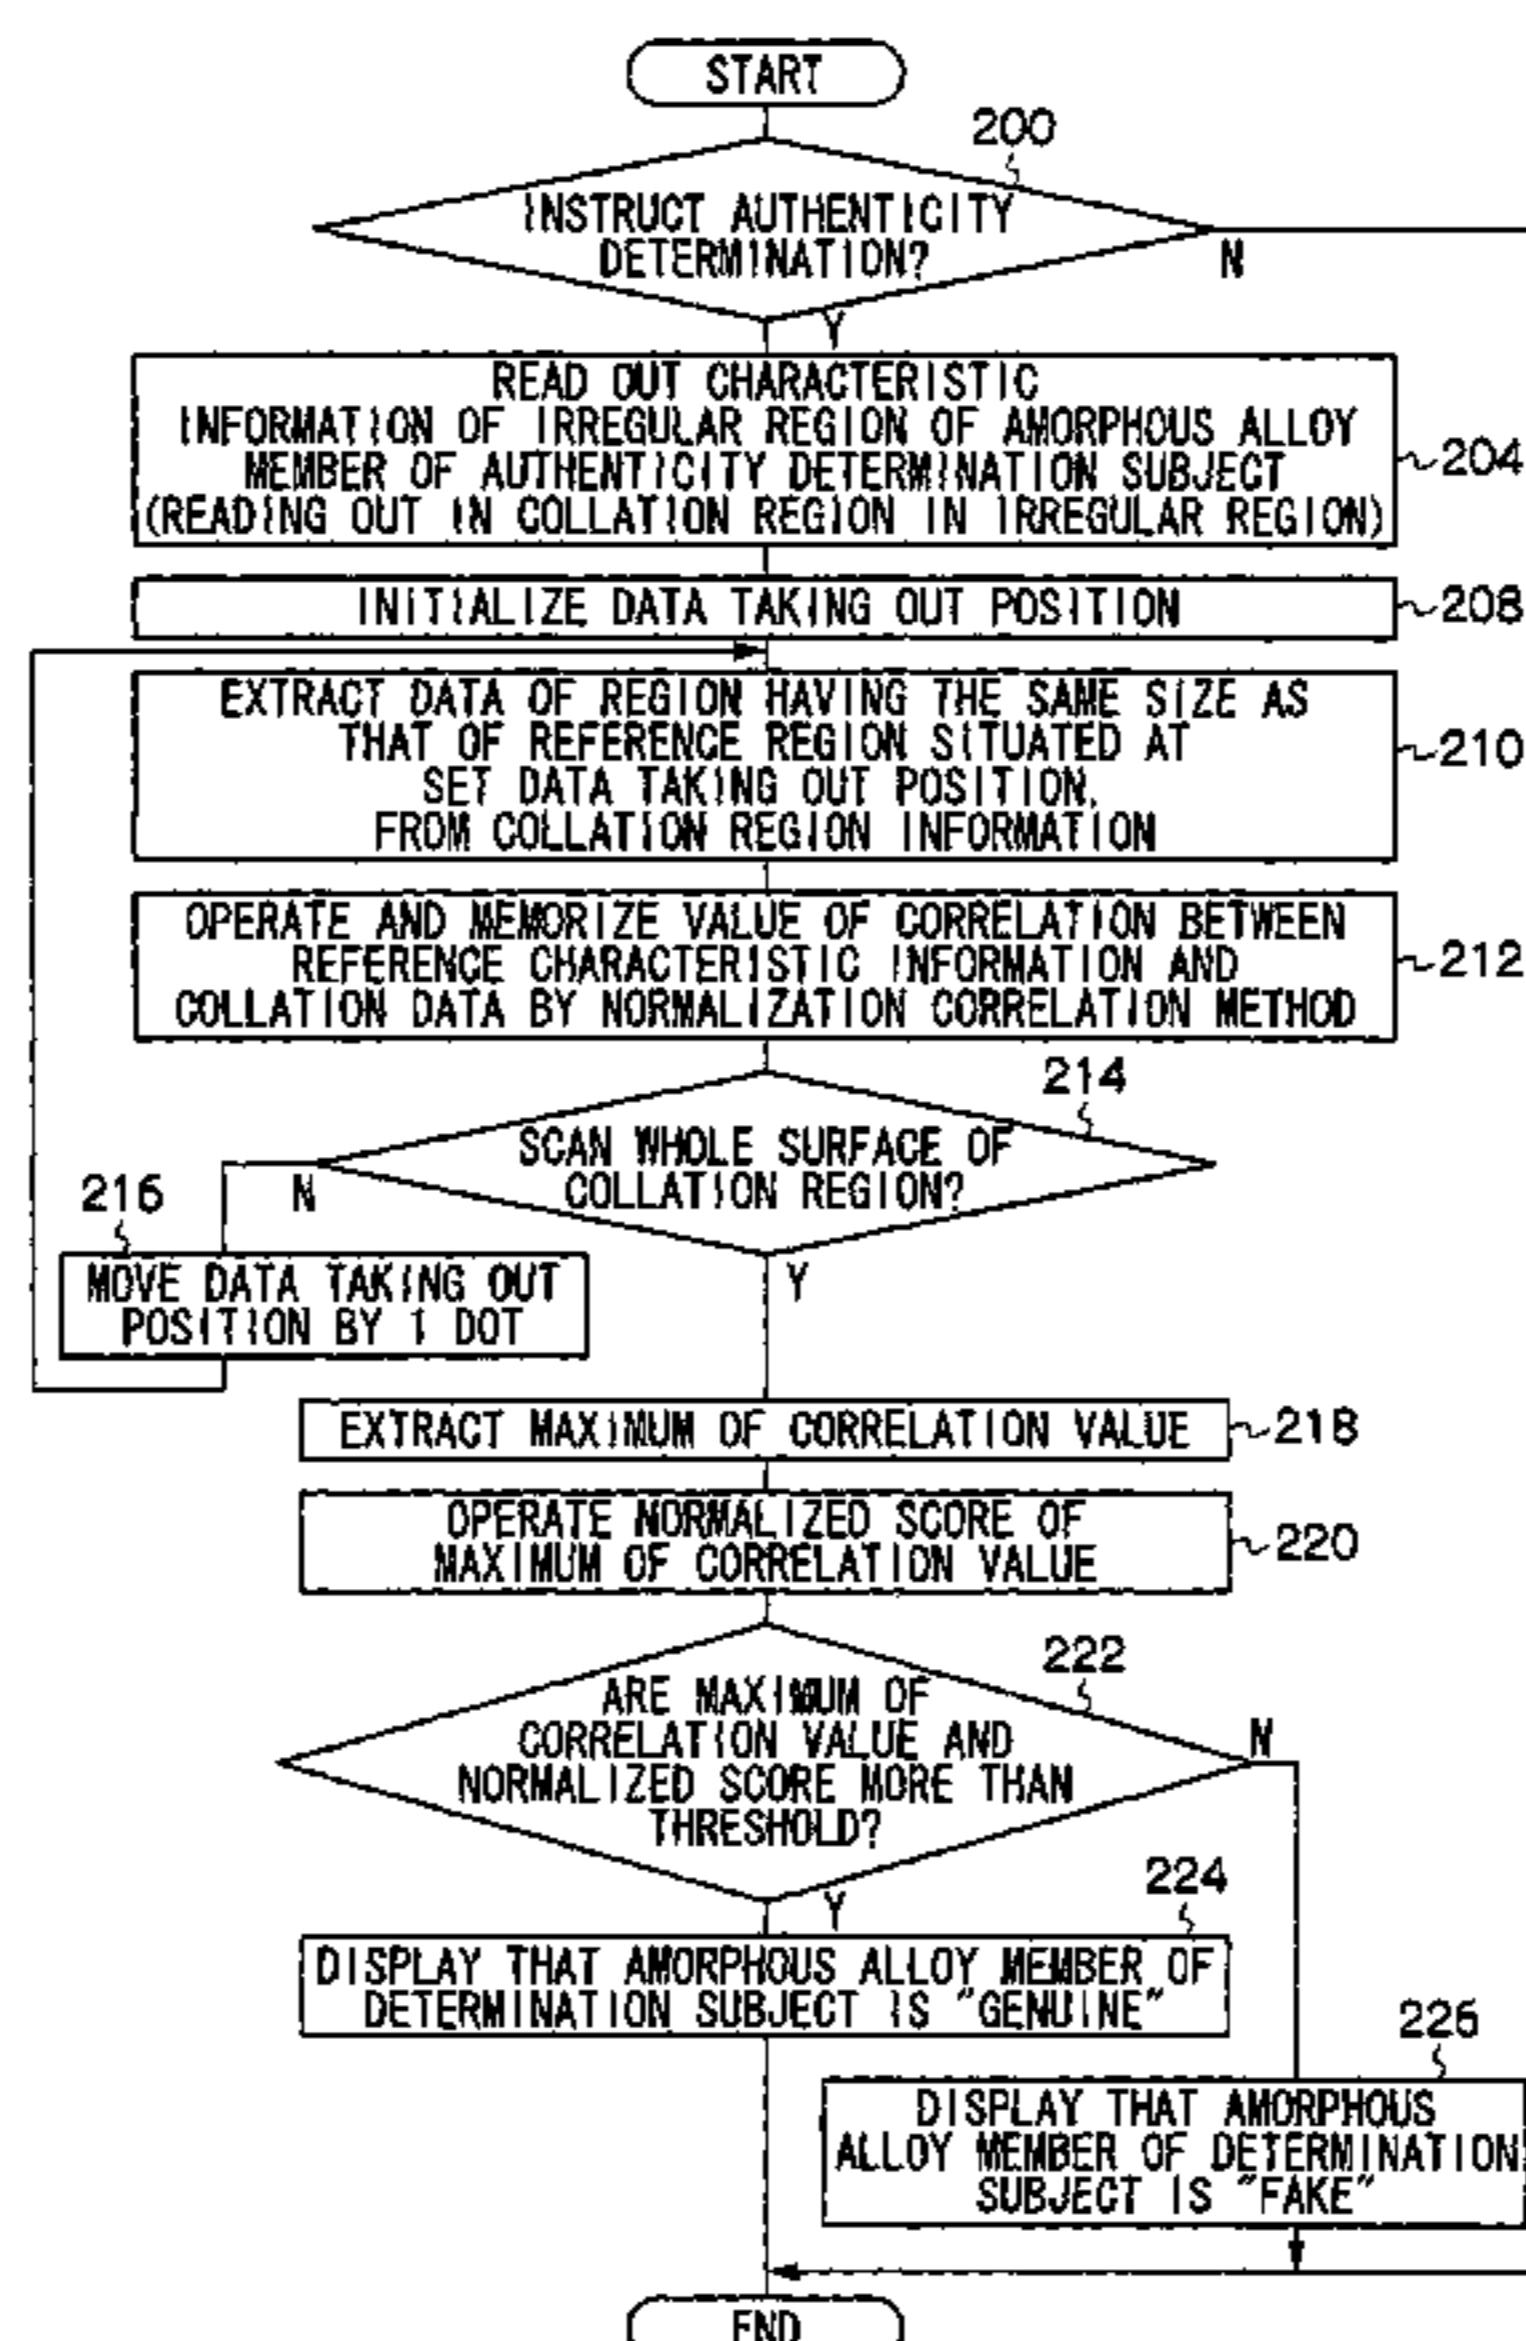 START
200
INSTRUCT AUTHENTICITY
DETERMINATION?
N
Y
READ OUT CHARACTERISTIC
INFORMATION OF IRREGULAR REGION OF AMORPHOUS ALLOY
MEMBER OF AUTHENTICITY DETERMINATION SUBJECT
(READING OUT IN COLLATION REGION IN IRREGULAR REGION)
204
INITIALIZE DATA TAKING OUT POSITION
208
EXTRACT DATA OF REGION HAVING THE SAME SIZE AS
THAT OF REFERENCE REGION SITUATED AT
SET DATA TAKING OUT POSITION,
FROM COLLATION REGION INFORMATION
210
OPERATE AND MEMORIZE VALUE OF CORRELATION BETWEEN
REFERENCE CHARACTERISTIC INFORMATION AND
COLLATION DATA BY NORMALIZATION CORRELATION METHOD
212
214
SCAN WHOLE SURFACE OF
COLLATION REGION?
N
Y
216
MOVE DATA TAKING OUT
POSITION BY 1 DOT
EXTRACT MAXIMUM OF CORRELATION VALUE
218
OPERATE NORMALIZED SCORE OF
MAXIMUM OF CORRELATION VALUE
220
222
ARE MAXIMUM OF
CORRELATION VALUE AND
NORMALIZED SCORE MORE THAN
THRESHOLD?
N
Y
224
DISPLAY THAT AMORPHOUS ALLOY MEMBER OF
DETERMINATION SUBJECT IS "GENUINE"
226
DISPLAY THAT AMORPHOUS
ALLOY MEMBER OF DETERMINATION
SUBJECT IS "FAKE"
END